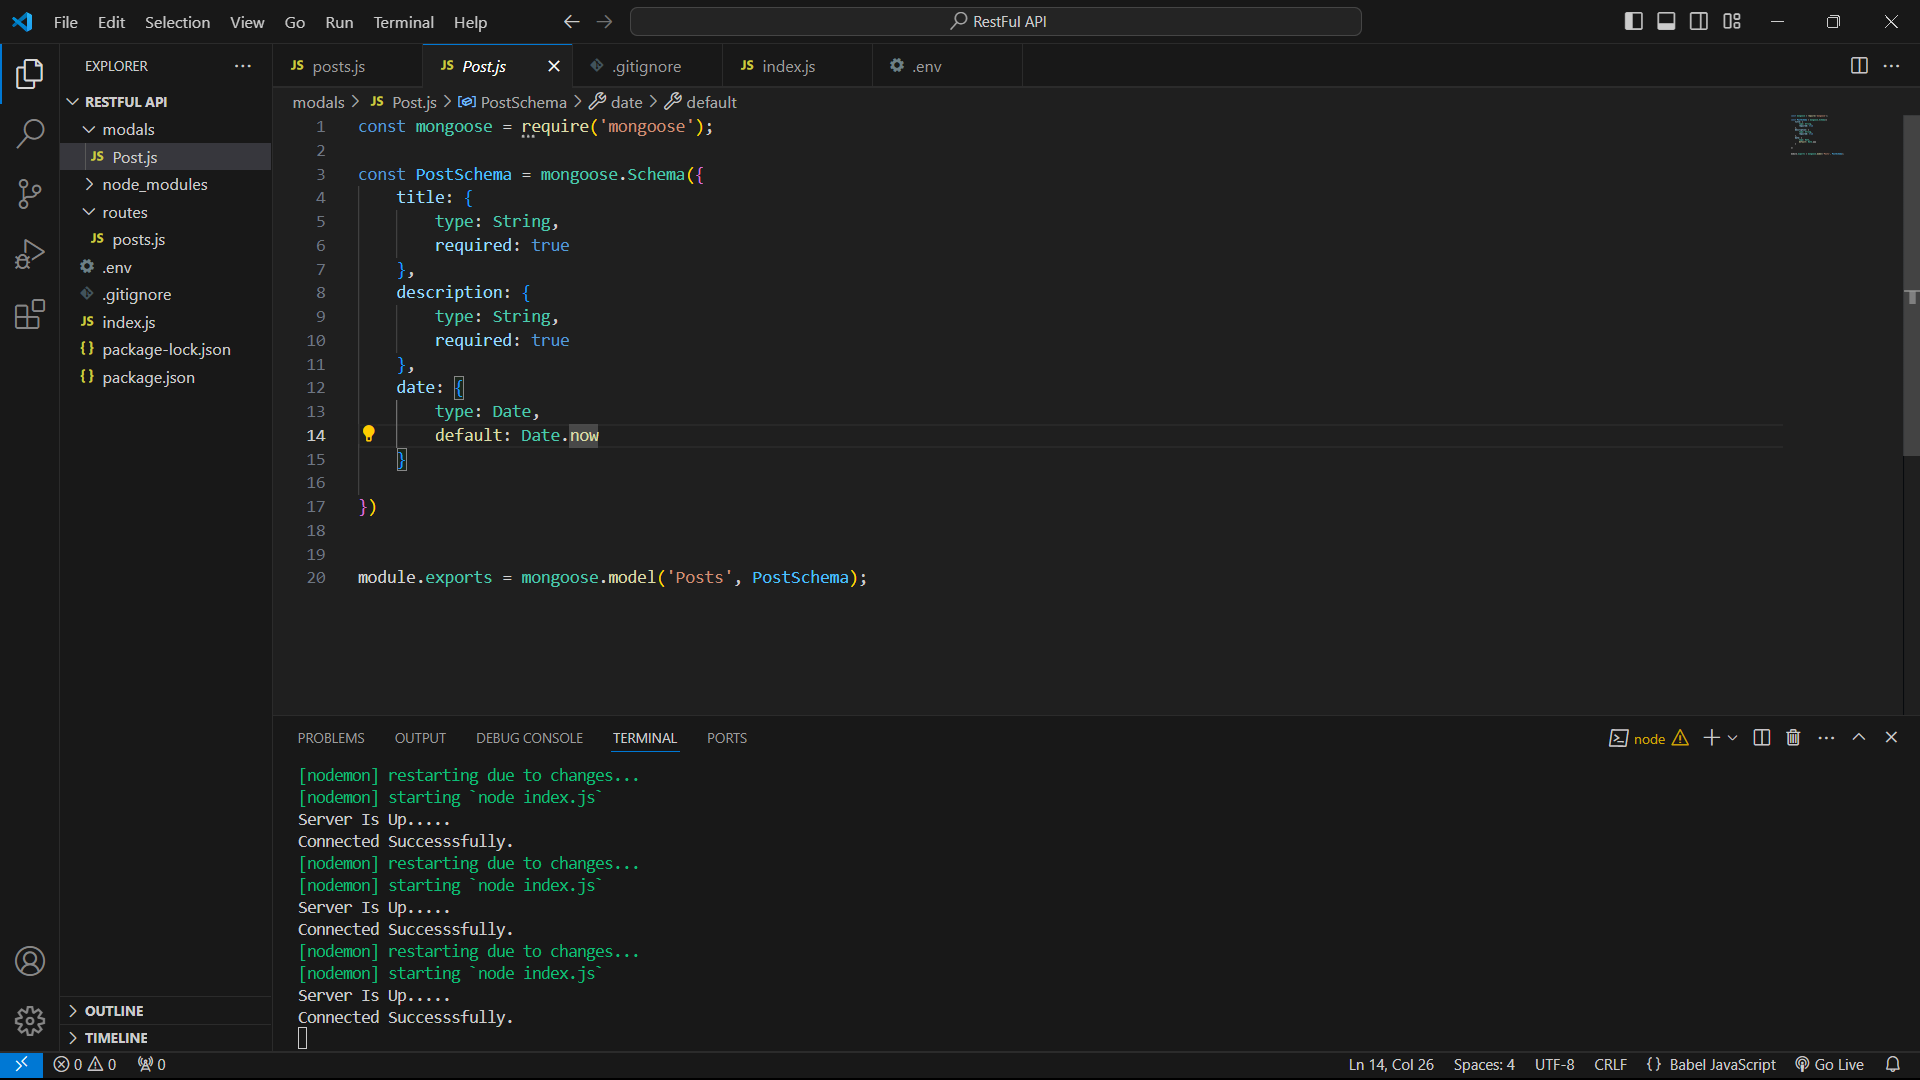 File Edit Selection View Go Run Terminal Help RestFul API
EXPLORER
RESTFUL API
modals
JS Post.js
node_modules
routes
JS posts.js
.env
.gitignore
JS index.js
{} package-lock.json
{} package.json
OUTLINE
TIMELINE
JS posts.js JS Post.js .gitignore JS index.js .env
modals > JS Post.js > PostSchema > date > default
1 const mongoose = require('mongoose');
2
3 const PostSchema = mongoose.Schema({
4 title: {
5 type: String,
6 required: true
7 },
8 description: {
9 type: String,
10 required: true
11 },
12 date: {
13 type: Date,
14 default: Date.now
15 }
16
17 })
18
19
20 module.exports = mongoose.model('Posts', PostSchema);
PROBLEMS OUTPUT DEBUG CONSOLE TERMINAL PORTS node
[nodemon] restarting due to changes...
[nodemon] starting `node index.js`
Server Is Up.....
Connected Successsfully.
[nodemon] restarting due to changes...
[nodemon] starting `node index.js`
Server Is Up.....
Connected Successsfully.
[nodemon] restarting due to changes...
[nodemon] starting `node index.js`
Server Is Up.....
Connected Successsfully.
0 0 0 Ln 14, Col 26 Spaces: 4 UTF-8 CRLF {} Babel JavaScript Go Live